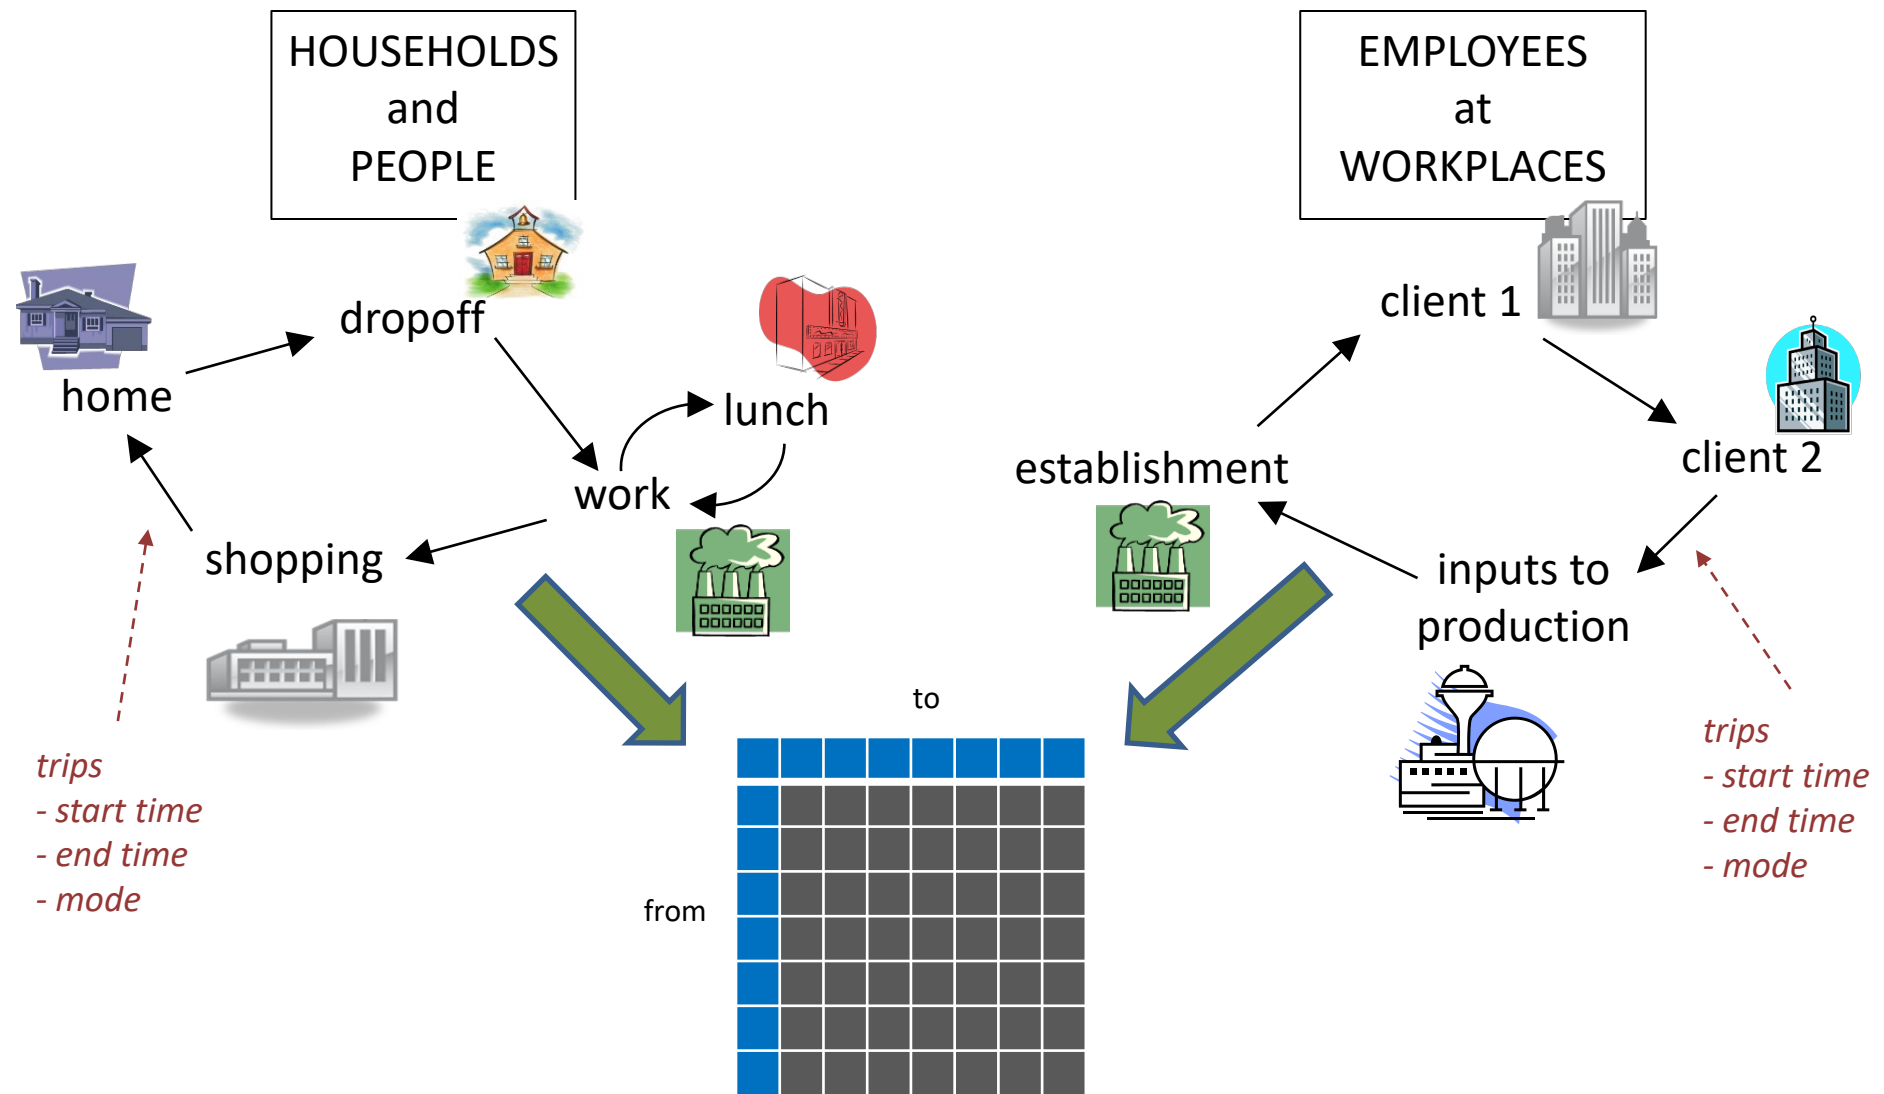 HOUSEHOLDS
and
PEOPLE
EMPLOYEES
at
WORKPLACES
home
dropoff
lunch
work
shopping
client 1
client 2
establishment
inputs to
production
trips
- start time
- end time
- mode
to
from
trips
- start time
- end time
- mode